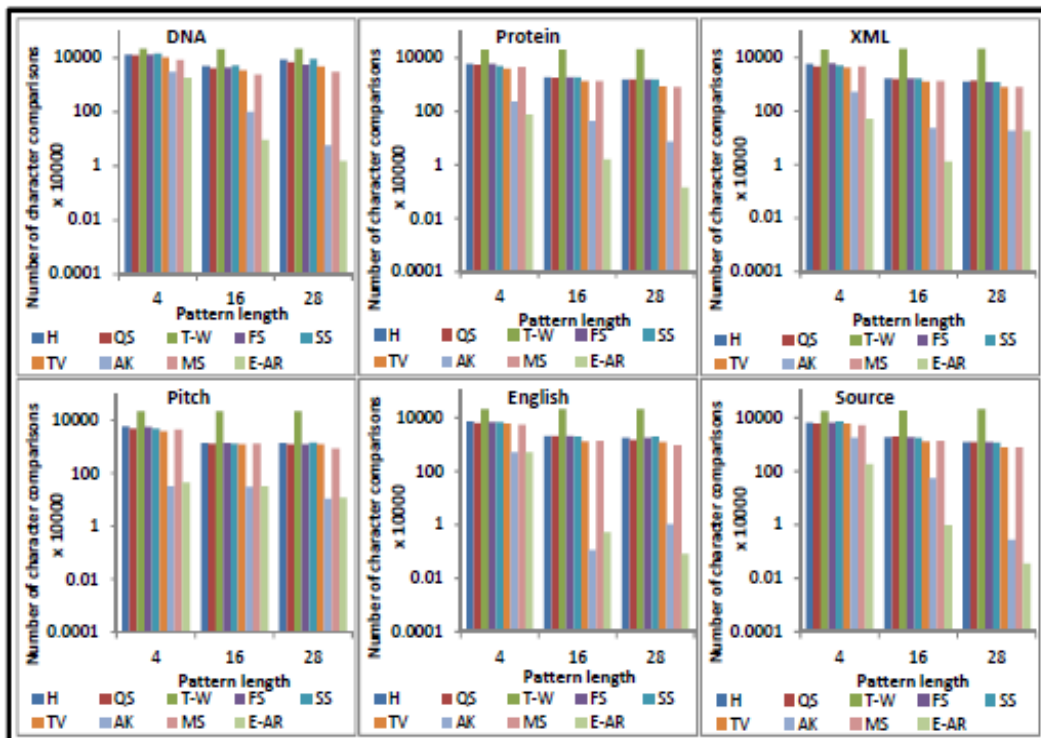 DNA
Number of character comparisons
x 10000
10000
100
1
0.01
0.0001
4 16 28
Pattern length
H QS T-W FS SS
TV AK MS E-AR
Protein
Number of character comparisons
x 10000
10000
100
1
0.01
0.0001
4 16 28
Pattern length
H QS T-W FS SS
TV AK MS E-AR
XML
Number of character comparisons
x 10000
10000
100
1
0.01
0.0001
4 16 28
Pattern length
H QS T-W FS SS
TV AK MS E-AR
Pitch
Number of character comparisons
x 10000
10000
100
1
0.01
0.0001
4 16 28
Pattern length
H QS T-W FS SS
TV AK MS E-AR
English
Number of character comparisons
x 10000
10000
100
1
0.01
0.0001
4 16 28
Pattern length
H QS T-W FS SS
TV AK MS E-AR
Source
Number of character comparisons
x 10000
10000
100
1
0.01
0.0001
4 16 28
Pattern length
H QS T-W FS SS
TV AK MS E-AR